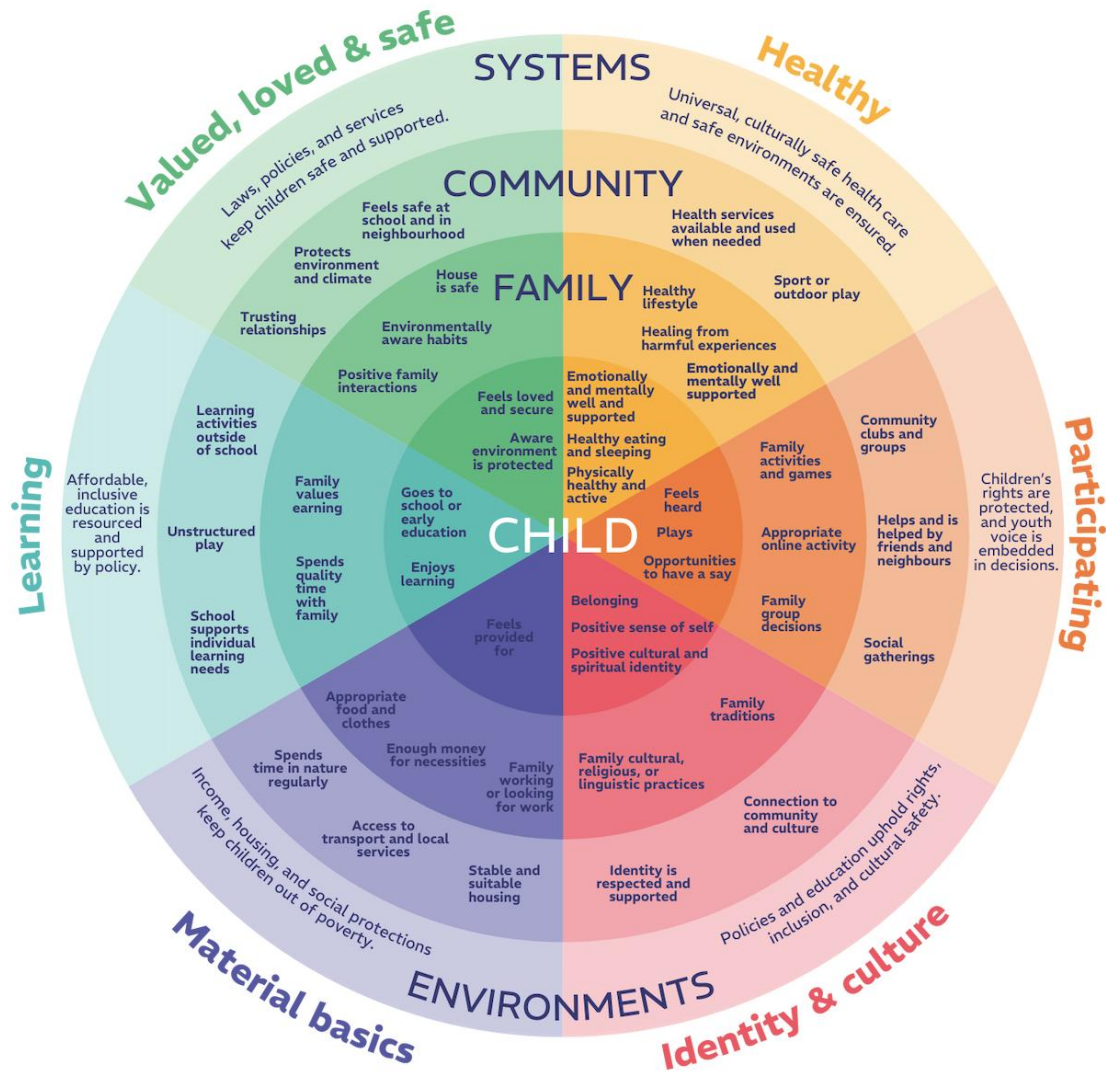 Valued, loved & safe
Healthy
Participating
Identity & culture
Material basics
Learning
SYSTEMS
COMMUNITY
FAMILY
CHILD
ENVIRONMENTS
Laws, policies, and services
keep children safe and supported.
Feels safe at
school and in
neighbourhood
Protects
environment
and climate
Trusting
relationships
House
is safe
Environmentally
aware habits
Positive family
interactions
Feels loved
and secure
Aware
environment
is protected
Universal, culturally safe health care
and safe environments are ensured.
Health services
available and used
when needed
Sport or
outdoor play
Healthy
lifestyle
Healing from
harmful experiences
Emotionally and
mentally well
supported
Emotionally
and mentally
well and
supported
Healthy eating
and sleeping
Physically
healthy and
active
Children's
rights are
protected,
and youth
voice is
embedded
in decisions.
Community
clubs and
groups
Helps and is
helped by
friends and
neighbours
Social
gatherings
Family
activities
and games
Appropriate
online activity
Family
group
decisions
Feels
heard
Plays
Opportunities
to have a say
Belonging
Positive sense of self
Positive cultural and
spiritual identity
Family
traditions
Family cultural,
religious, or
linguistic practices
Connection to
community
and culture
Identity is
respected and
supported
Policies and education uphold rights,
inclusion, and cultural safety.
Feels
provided
for
Appropriate
food and
clothes
Enough money
for necessities
Family
working
or looking
for work
Spends
time in nature
regularly
Access to
transport and local
services
Stable and
suitable
housing
Income, housing, and social protections
keep children out of poverty.
Goes to
school or
early
education
Enjoys
learning
Family
values
earning
Spends
quality
time
with
family
Learning
activities
outside
of school
Unstructured
play
School
supports
individual
learning
needs
Affordable,
inclusive
education is
resourced
and
supported
by policy.